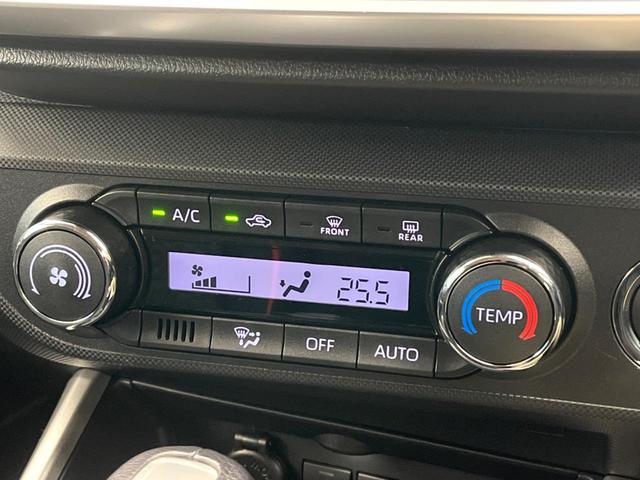 A/C
FRONT
REAR
25.5
TEMP
OFF
AUTO